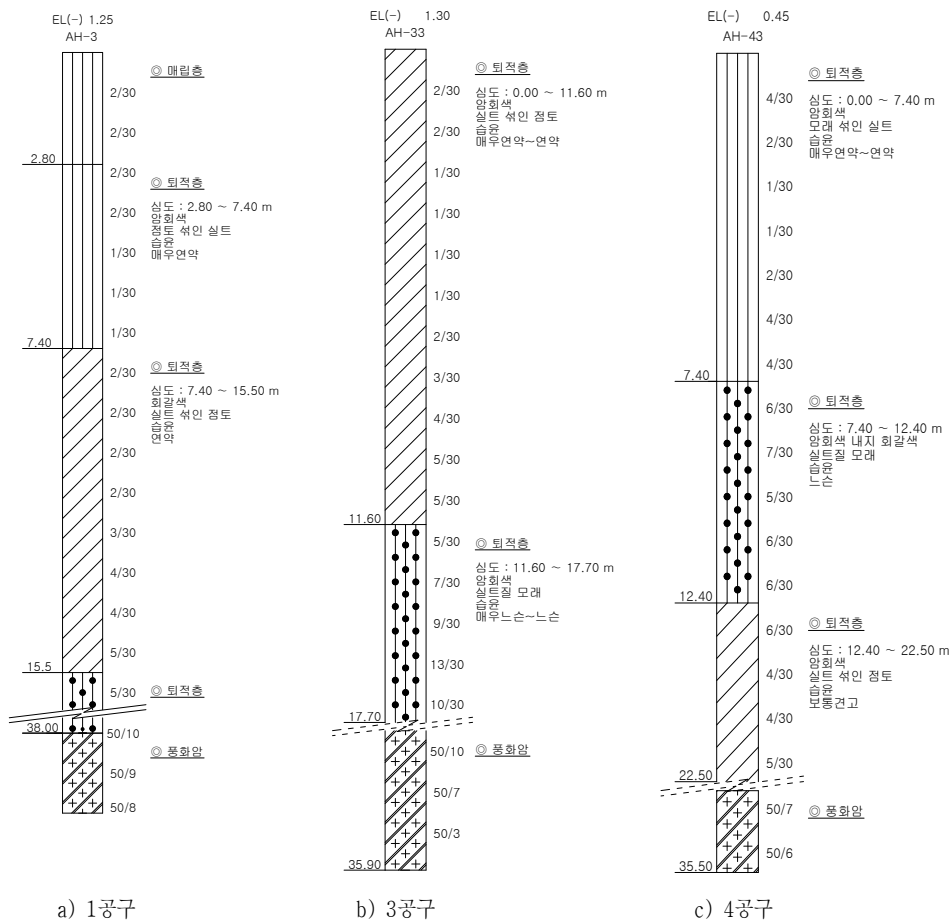 EL(-) 1.25
AH-3
◎ 매립층
2/30
2/30
2.80
2/30
◎ 퇴적층
심도 : 2.80 ~ 7.40 m
암회색
점토 섞인 실트
습윤
매우연약
2/30
1/30
1/30
1/30
7.40
2/30
◎ 퇴적층
심도 : 7.40 ~ 15.50 m
회갈색
실트 섞인 점토
습윤
연약
2/30
2/30
2/30
3/30
4/30
4/30
5/30
15.5
5/30
◎ 퇴적층
38.00
50/10
◎ 풍화암
50/9
50/8
a) 1공구
EL(-) 1.30
AH-33
◎ 퇴적층
심도 : 0.00 ~ 11.60 m
암회색
실트 섞인 점토
습윤
매우연약~연약
2/30
2/30
1/30
1/30
1/30
1/30
2/30
3/30
4/30
5/30
5/30
11.60
5/30
◎ 퇴적층
심도 : 11.60 ~ 17.70 m
암회색
실트질 모래
습윤
매우느슨~느슨
7/30
9/30
13/30
10/30
17.70
50/10
◎ 풍화암
50/7
50/3
35.90
b) 3공구
EL(-) 0.45
AH-43
◎ 퇴적층
심도 : 0.00 ~ 7.40 m
암회색
모래 섞인 실트
습윤
매우연약~연약
4/30
2/30
1/30
1/30
2/30
4/30
4/30
7.40
6/30
◎ 퇴적층
심도 : 7.40 ~ 12.40 m
암회색 내지 회갈색
실트질 모래
습윤
느슨
7/30
5/30
6/30
6/30
12.40
6/30
◎ 퇴적층
심도 : 12.40 ~ 22.50 m
암회색
실트 섞인 점토
습윤
보통견고
4/30
4/30
5/30
22.50
50/7
◎ 풍화암
50/6
35.50
c) 4공구